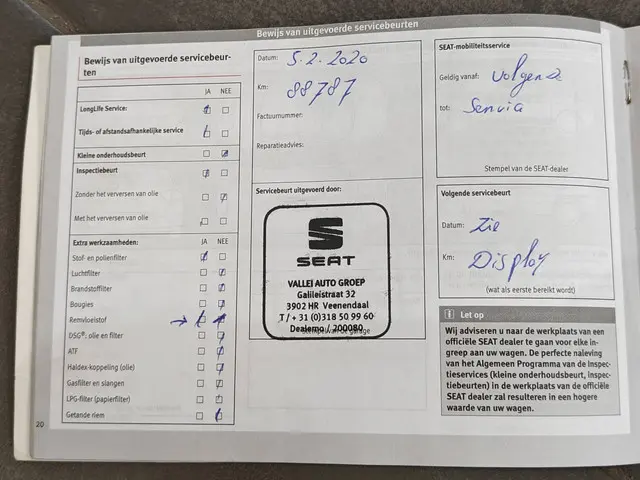 Bewijs van uitgevoerde servicebeurten
Bewijs van uitgevoerde servicebeur-
ten
JA NEE
LongLife Service:
Tijds- of afstandsafhankelijke service
Kleine onderhoudsbeurt
Inspectiebeurt
Zonder het verversen van olie
Met het verversen van olie
Extra werkzaamheden: JA NEE
Stof- en pollenfilter
Luchtfilter
Brandstoffilter
Bougies
Remvloeistof
DSG®: olie en filter
ATF
Haldex-koppeling (olie)
Gasfilter en slangen
LPG-filter (papierfilter)
Getande riem
20
Datum: 5.2.2020
Km: 88787
Factuurnummer:
Reparatieadvies:
Servicebeurt uitgevoerd door:
SEAT
VALLEI AUTO GROEP
Galileistraat 32
3902 HR Veenendaal
T / + 31 (0)318 50 99 60
Dealerno / 200080
Stempel van de garage
SEAT-mobiliteitsservice
Geldig vanaf: Volgende
tot: Servia
Stempel van de SEAT-dealer
Volgende servicebeurt
Datum: Zie
Km: Display
(wat als eerste bereikt wordt)
Let op
Wij adviseren u naar de werkplaats van een
officiële SEAT dealer te gaan voor elke in-
greep aan uw wagen. De perfecte naleving
van het Algemeen Programma van de Inspec-
tieservices (kleine onderhoudsbeurt, inspec-
tiebeurten) in de werkplaats van de officiële
SEAT dealer zal resulteren in een hogere
waarde van uw wagen.